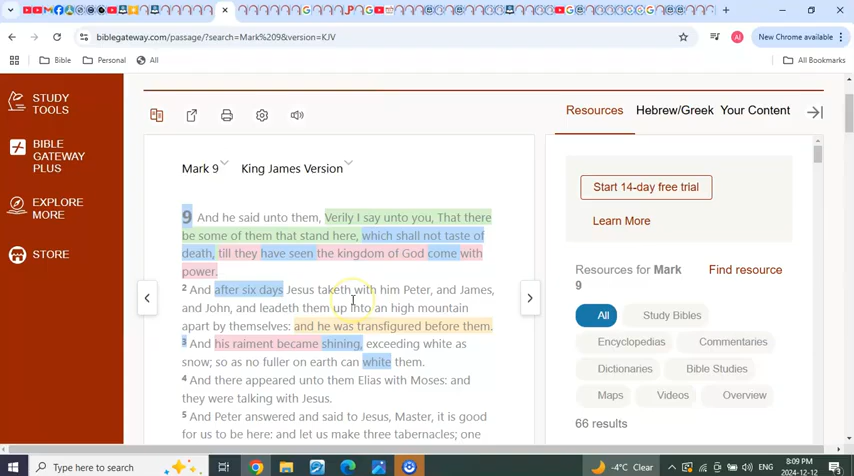 biblegateway.com/passage/?search=Mark%209&version=KJV
New Chrome available
Bible
Personal
All
All Bookmarks
STUDY
TOOLS
BIBLE
GATEWAY
PLUS
EXPLORE
MORE
STORE
Mark 9 King James Version
9 And he said unto them, Verily I say unto you, That there
be some of them that stand here, which shall not taste of
death, till they have seen the kingdom of God come with
power.
2 And after six days Jesus taketh with him Peter, and James,
and John, and leadeth them up into an high mountain
apart by themselves: and he was transfigured before them.
3 And his raiment became shining, exceeding white as
snow; so as no fuller on earth can white them.
4 And there appeared unto them Elias with Moses: and
they were talking with Jesus.
5 And Peter answered and said to Jesus, Master, it is good
for us to be here: and let us make three tabernacles; one
Resources Hebrew/Greek Your Content
Start 14-day free trial
Learn More
Resources for Mark
9
Find resource
All Study Bibles
Encyclopedias Commentaries
Dictionaries Bible Studies
Maps Videos Overview
66 results
Type here to search
-4°C Clear
ENG
8:09 PM
2024-12-12